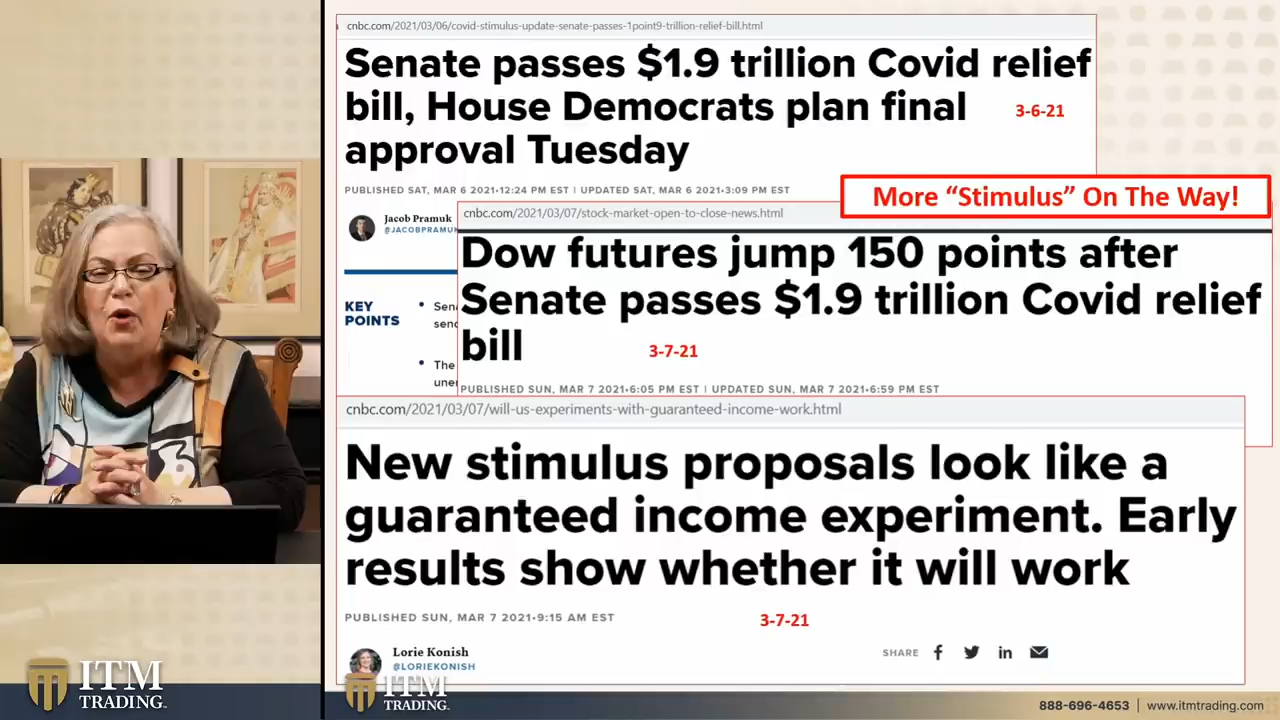 cnbc.com/2021/03/06/covid-stimulus-update-senate-passes-1point9-trillion-relief-bill.html
Senate passes $1.9 trillion Covid relief
bill, House Democrats plan final
3-6-21
approval Tuesday
PUBLISHED SAT, MAR 6 2021•12:24 PM EST | UPDATED SAT, MAR 6 2021•3:09 PM EST
More “Stimulus” On The Way!
Jacob Pramuk
@JACOBPRAMUK
KEY
POINTS
• Sena
send
• The
uner
cnbc.com/2021/03/07/stock-market-open-to-close-news.html
Dow futures jump 150 points after
Senate passes $1.9 trillion Covid relief
bill
3-7-21
PUBLISHED SUN, MAR 7 2021•6:05 PM EST | UPDATED SUN, MAR 7 2021•6:59 PM EST
cnbc.com/2021/03/07/will-us-experiments-with-guaranteed-income-work.html
New stimulus proposals look like a
guaranteed income experiment. Early
results show whether it will work
PUBLISHED SUN, MAR 7 2021•9:15 AM EST
3-7-21
Lorie Konish
@LORIEKONISH
SHARE
ITM
TRADING
ITM
TRADING
888-696-4653 | www.itmtrading.com